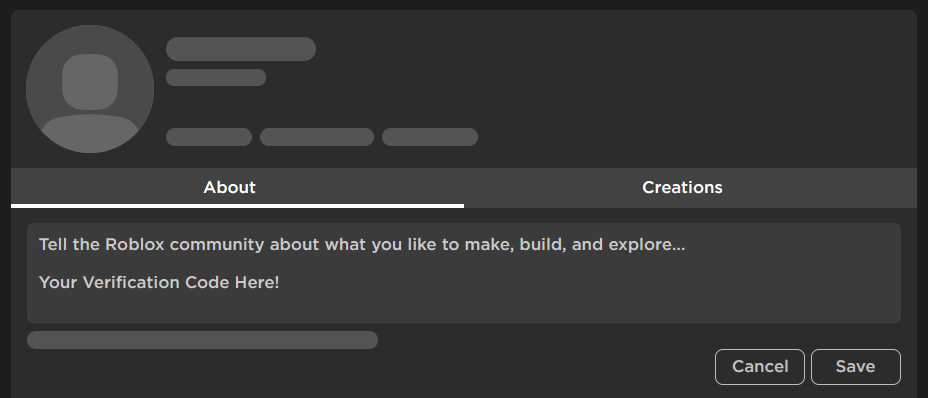 About
Creations
Tell the Roblox community about what you like to make, build, and explore...
Your Verification Code Here!
Cancel
Save